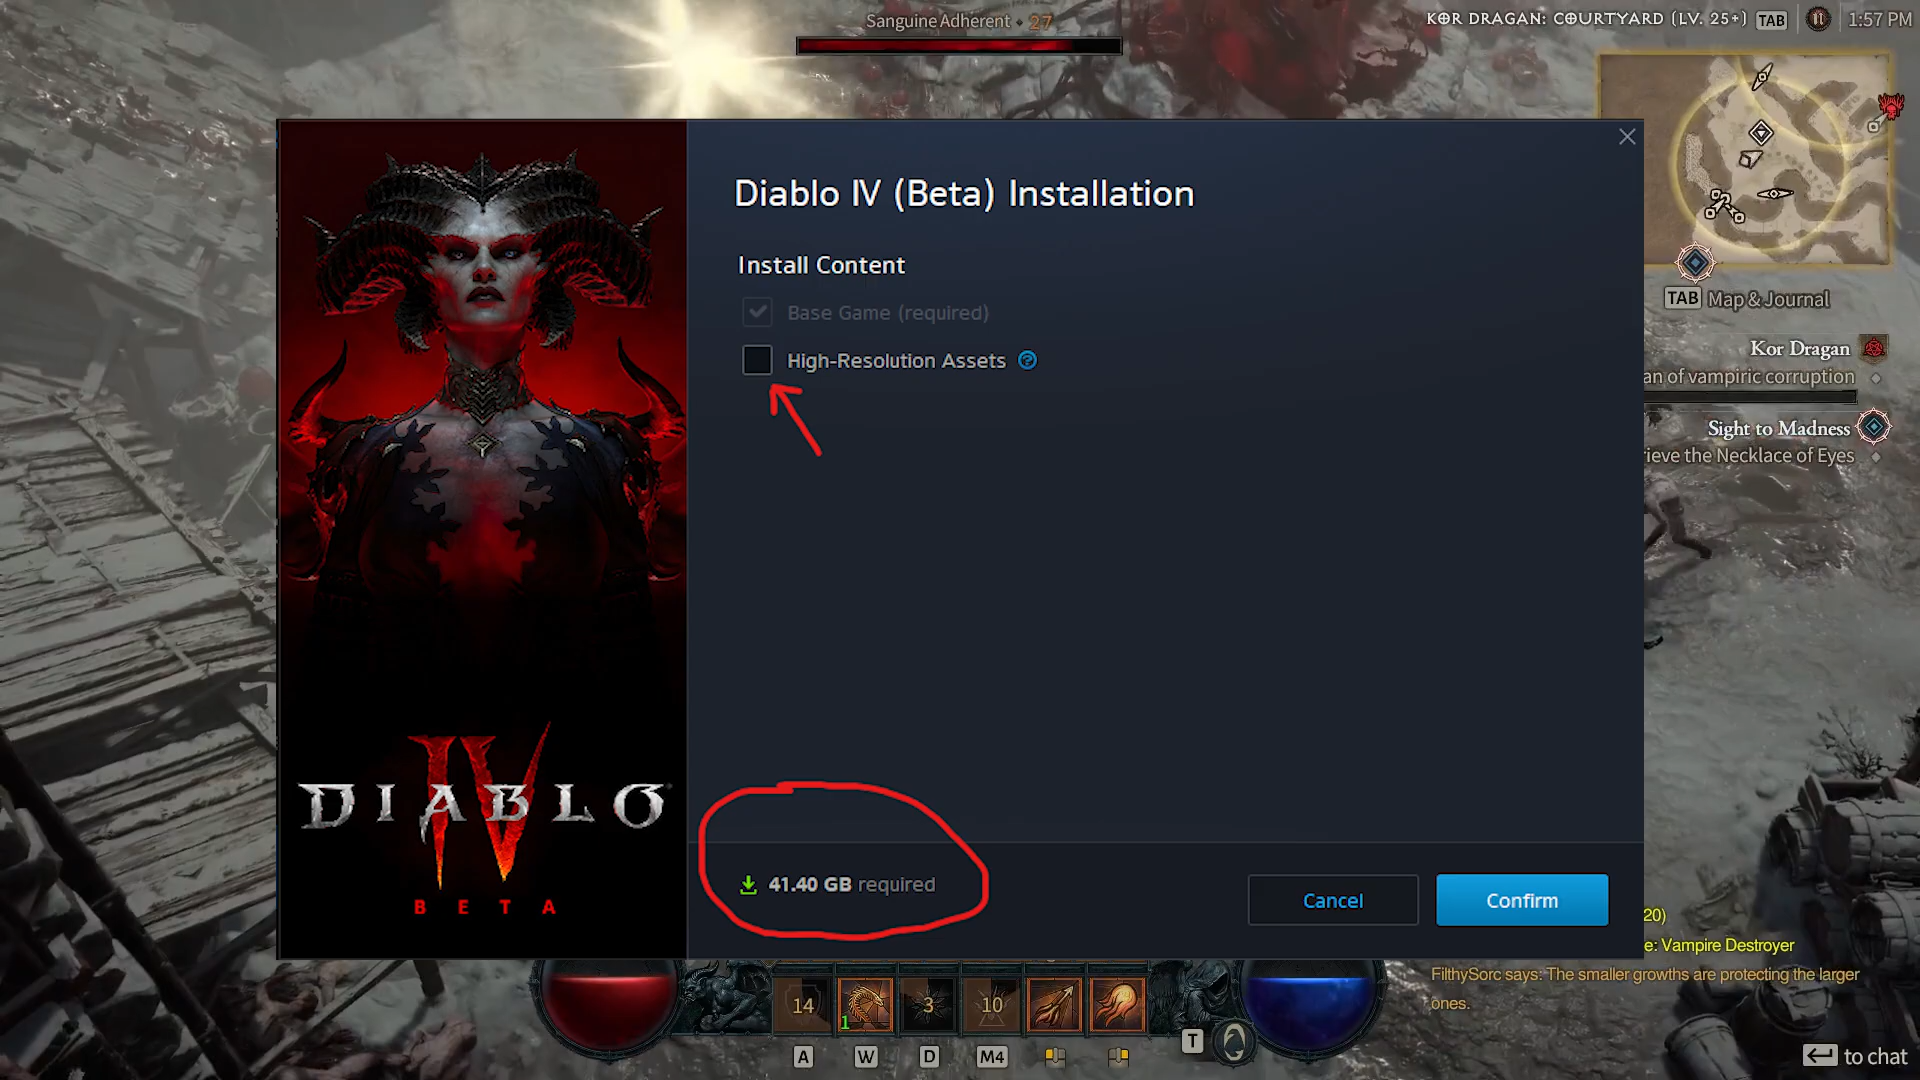 Sanguine Adherent • 27
KOR DRAGAN: COURTYARD (LV. 25+) TAB
1:57 PM
Diablo IV (Beta) Installation
Install Content
Base Game (required)
High-Resolution Assets ?
TAB Map & Journal
Kor Dragan
an of vampiric corruption
Sight to Madness
rieve the Necklace of Eyes
DIABLO
IV
BETA
41.40 GB required
Cancel
Confirm
20)
e: Vampire Destroyer
FilthySorc says: The smaller growths are protecting the larger
ones.
14
1
3
10
A
W
D
M4
T
to chat